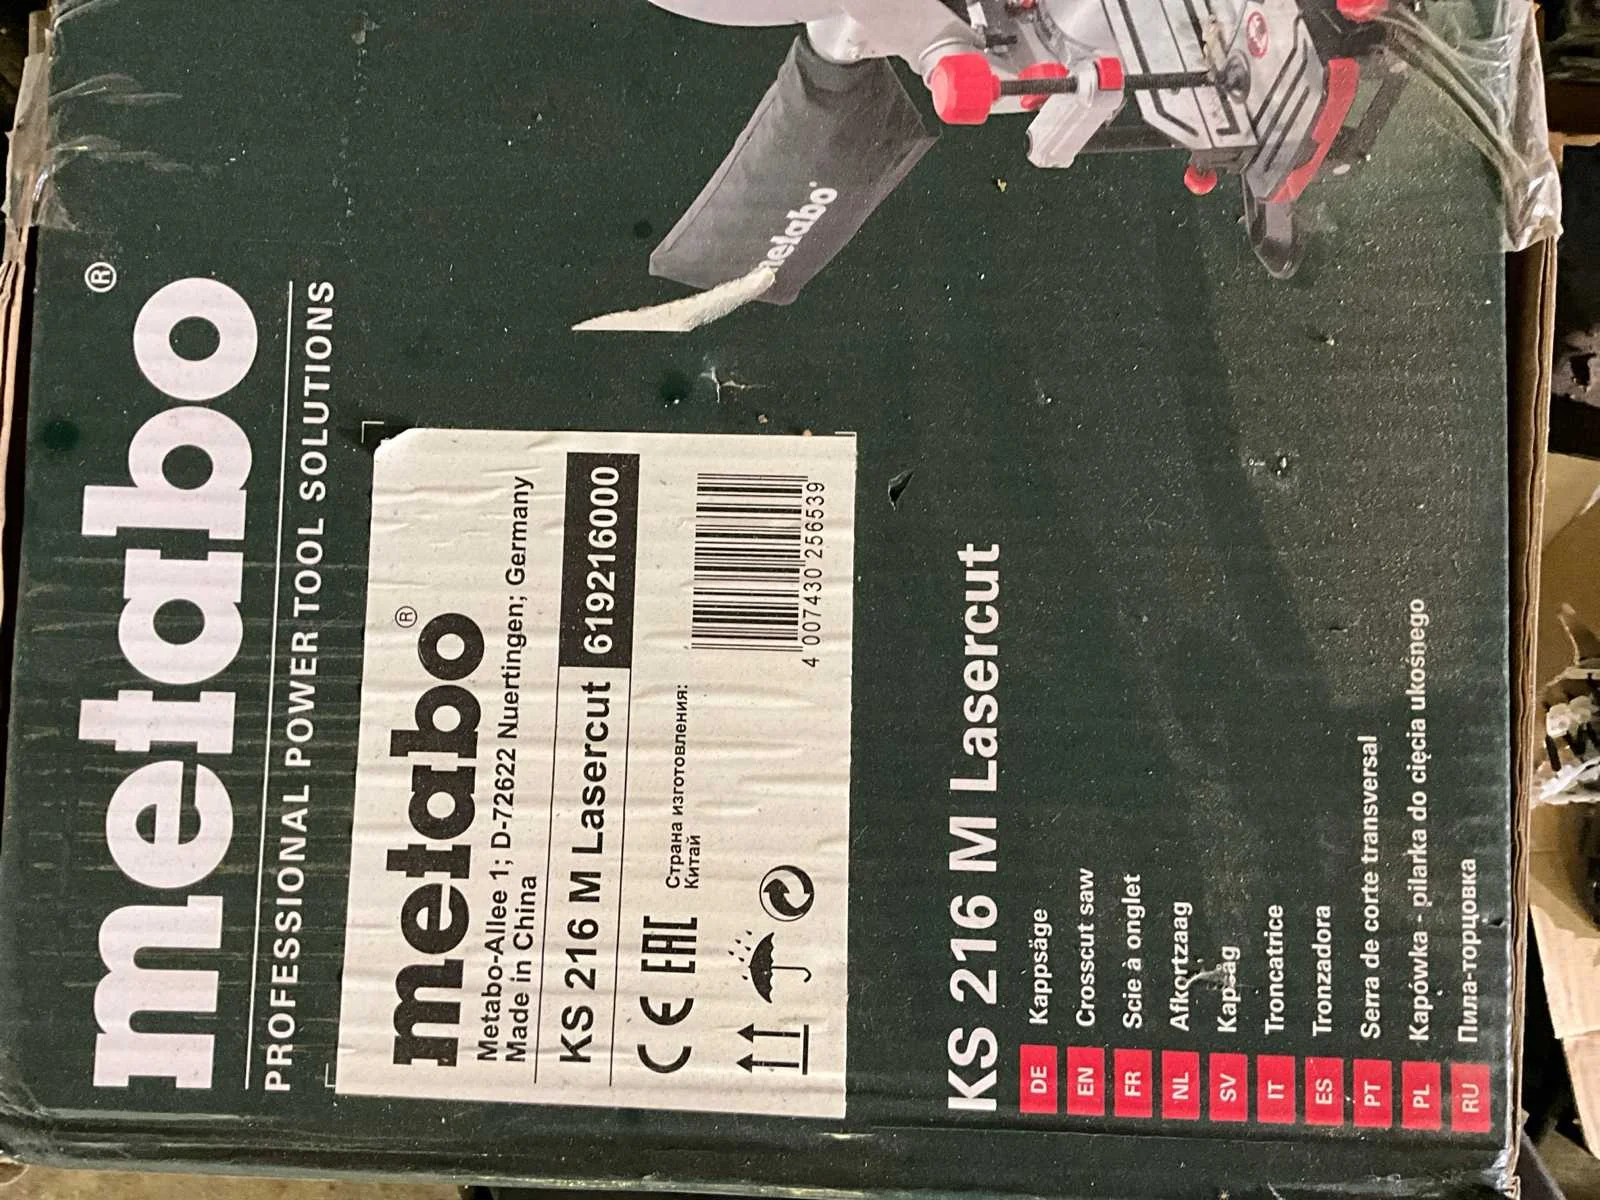 metabo®
PROFESSIONAL POWER TOOL SOLUTIONS
metabo®
Metabo-Allee 1; D-72622 Nuertingen; Germany
Made in China
KS 216 M Lasercut 619216000
CE EAC Страна изготовления:
Китай
4 007430 256539
metabo®
KS 216 M Lasercut
DE Kappsäge
EN Crosscut saw
FR Scie à onglet
NL Afkortzaag
SV Kapsåg
IT Troncatrice
ES Tronzadora
PT Serra de corte transversal
PL Kapówka - pilarka do cięcia ukośnego
RU Пила-торцовка